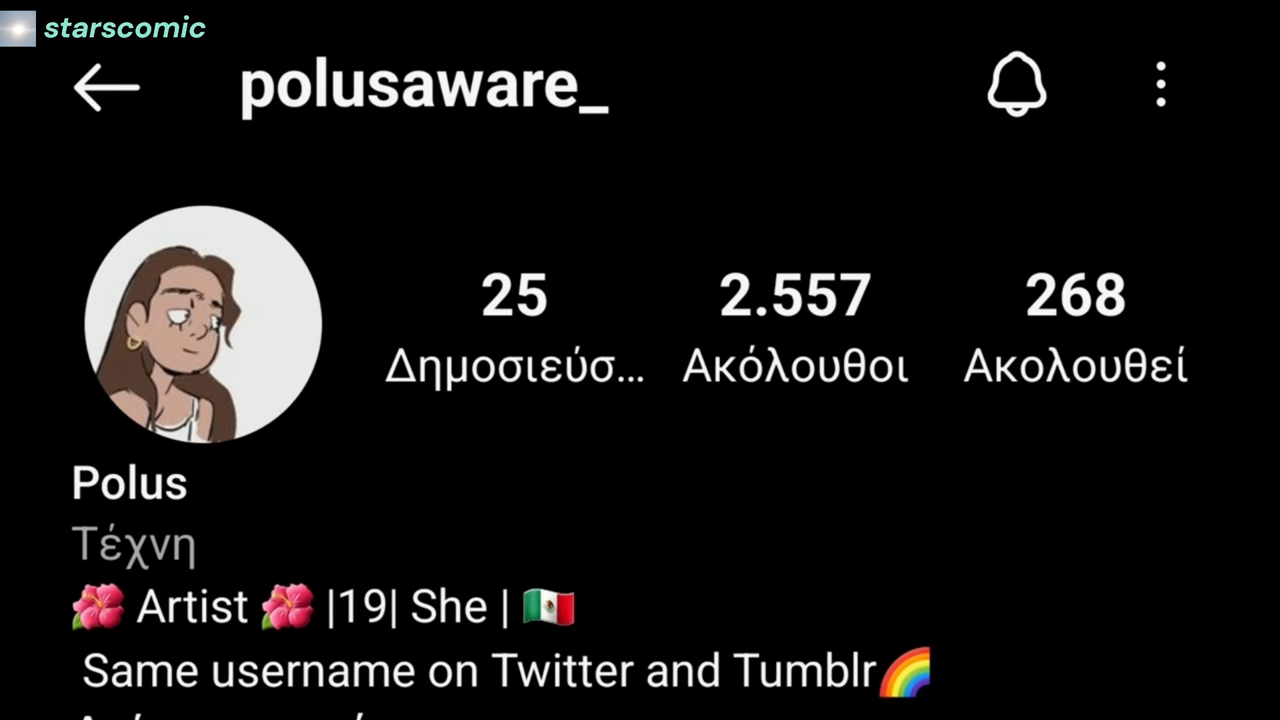 starscomic
polusaware_
25 2.557 268
Δημοσιεύσ... Ακόλουθοι Ακολουθεί
Polus
Τέχνη
🌺 Artist 🌺 |19| She | 🇲🇽
Same username on Twitter and Tumblr🌈